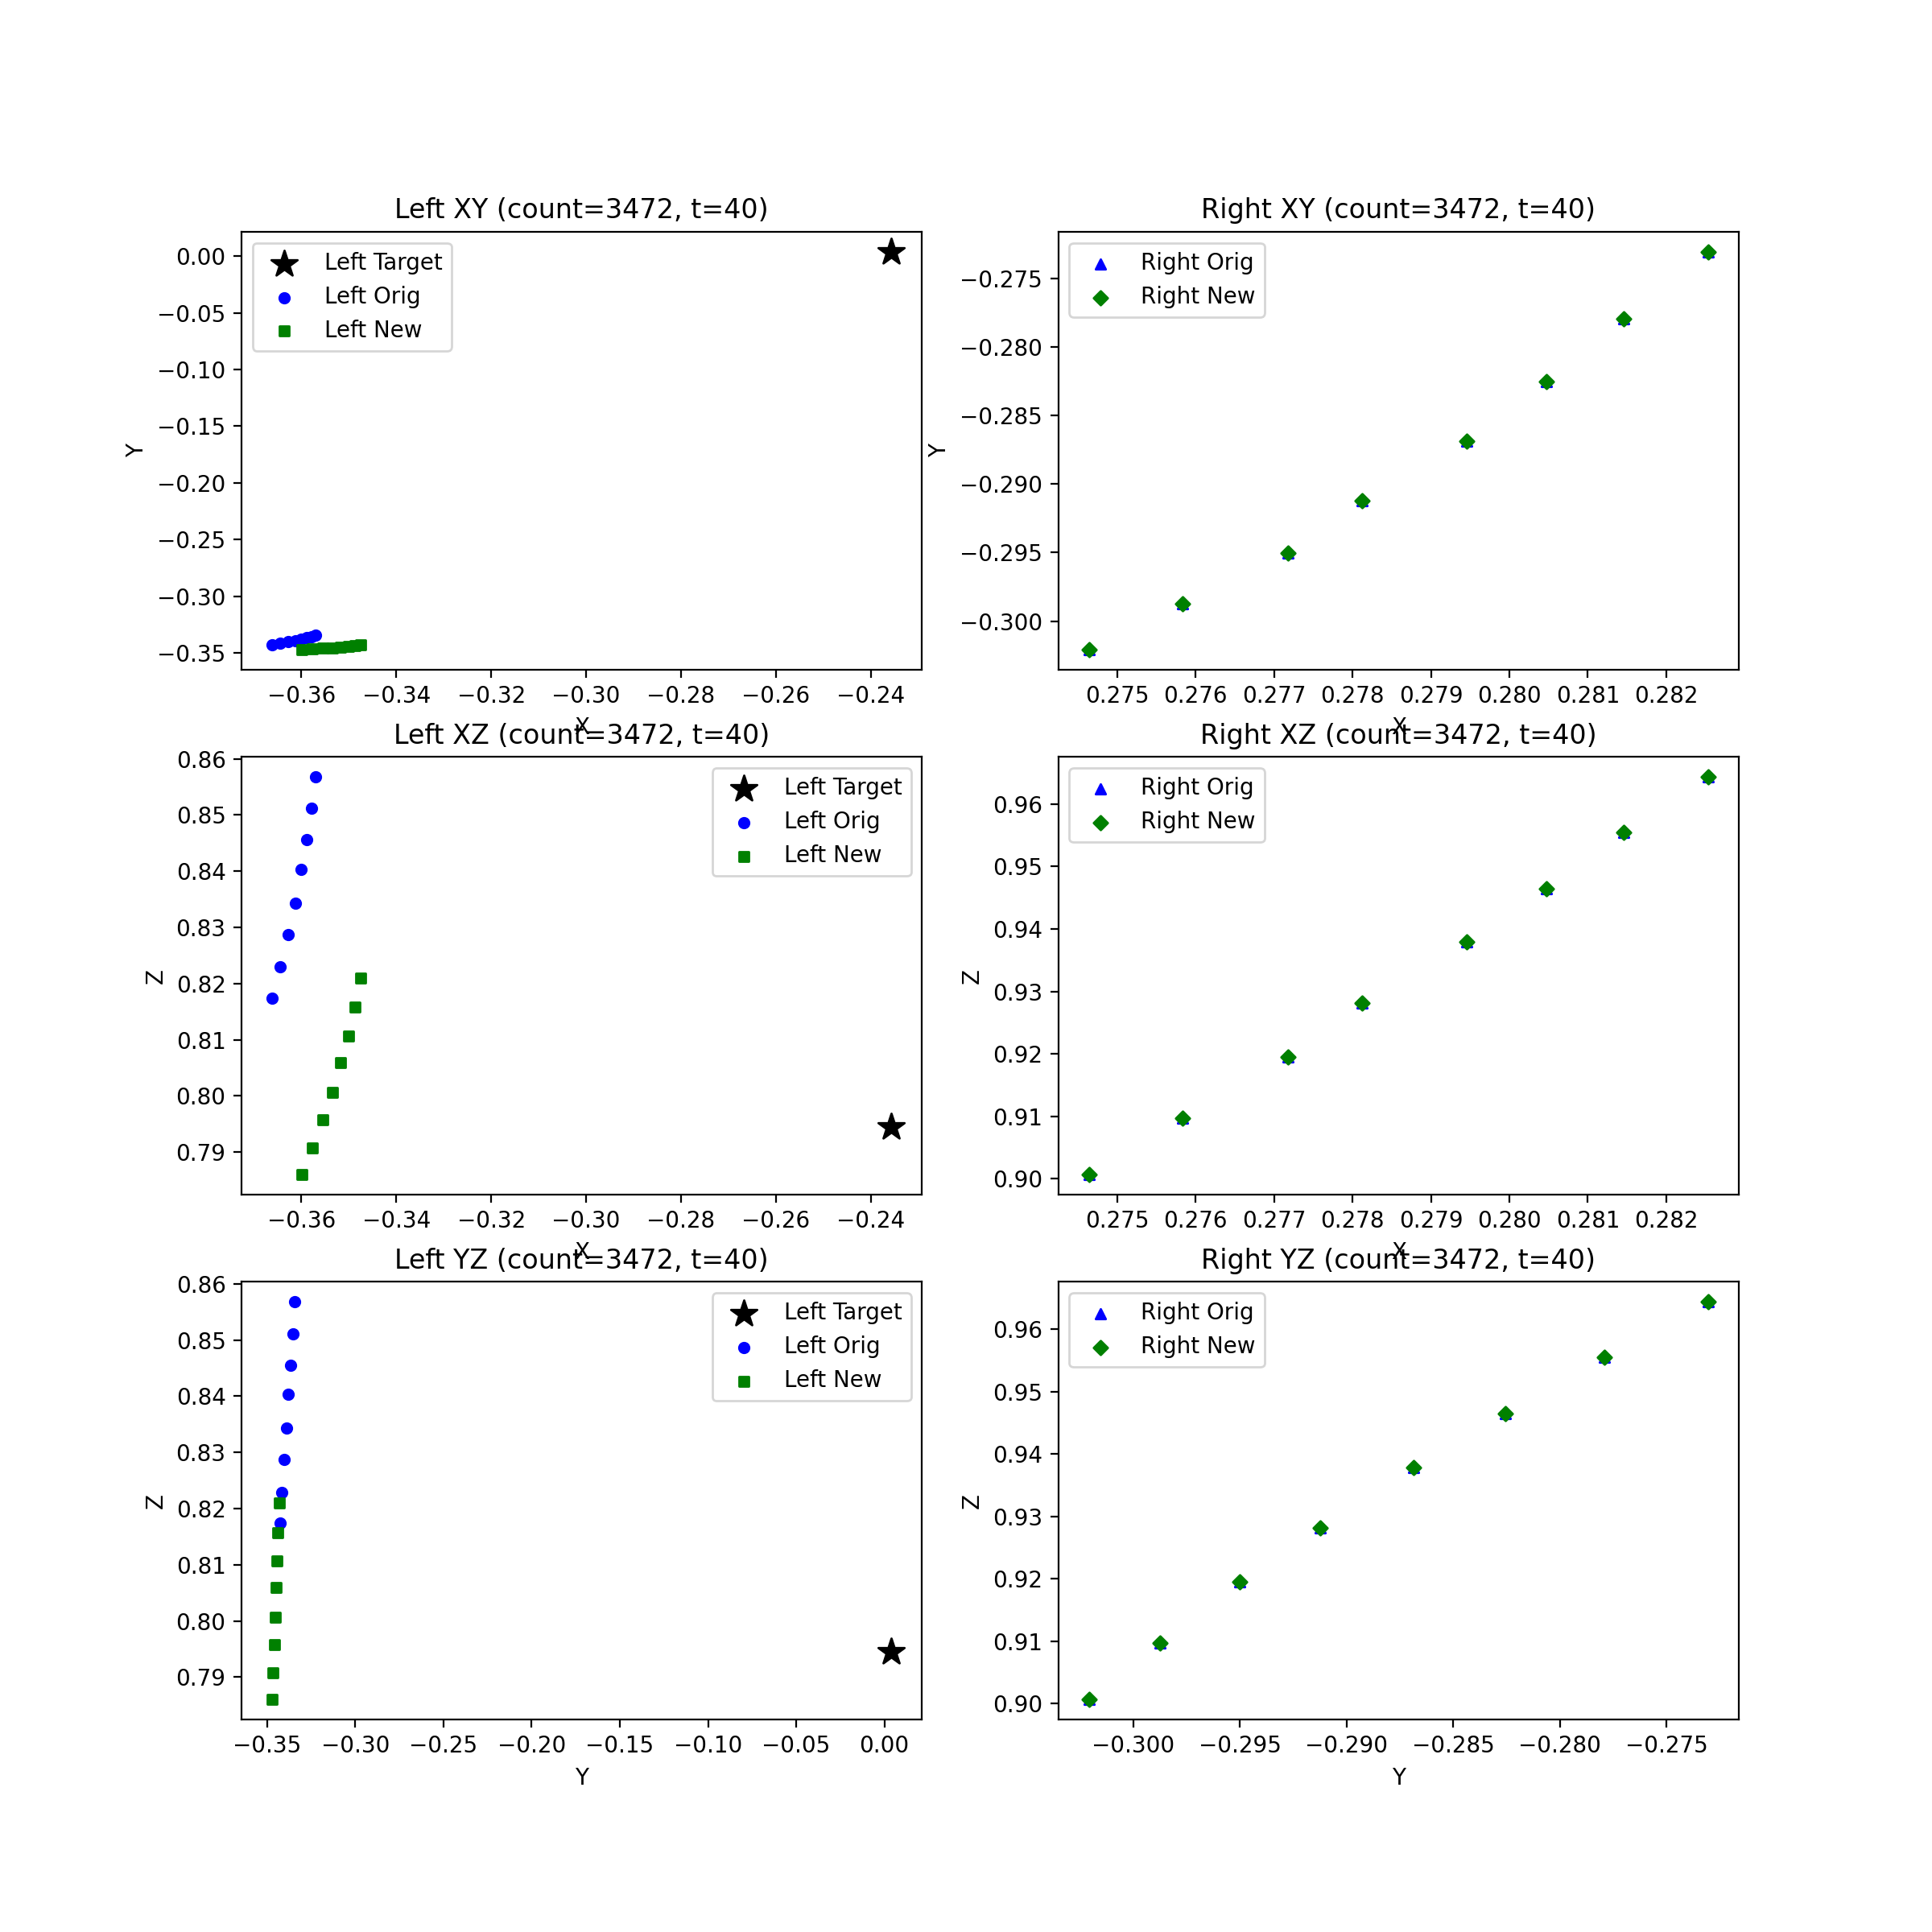 Left XY (count=3472, t=40)
Left Target
Left Orig
Left New
0.00
−0.05
−0.10
−0.15
−0.20
−0.25
−0.30
−0.35
Y
−0.36
−0.34
−0.32
−0.30
−0.28
−0.26
−0.24
X
Right XY (count=3472, t=40)
Right Orig
Right New
−0.275
−0.280
−0.285
−0.290
−0.295
−0.300
Y
0.275
0.276
0.277
0.278
0.279
0.280
0.281
0.282
X
Left XZ (count=3472, t=40)
Left Target
Left Orig
Left New
0.86
0.85
0.84
0.83
0.82
0.81
0.80
0.79
Z
−0.36
−0.34
−0.32
−0.30
−0.28
−0.26
−0.24
X
Right XZ (count=3472, t=40)
Right Orig
Right New
0.96
0.95
0.94
0.93
0.92
0.91
0.90
Z
0.275
0.276
0.277
0.278
0.279
0.280
0.281
0.282
X
Left YZ (count=3472, t=40)
Left Target
Left Orig
Left New
0.86
0.85
0.84
0.83
0.82
0.81
0.80
0.79
Z
−0.35
−0.30
−0.25
−0.20
−0.15
−0.10
−0.05
0.00
Y
Right YZ (count=3472, t=40)
Right Orig
Right New
0.96
0.95
0.94
0.93
0.92
0.91
0.90
Z
−0.300
−0.295
−0.290
−0.285
−0.280
−0.275
Y